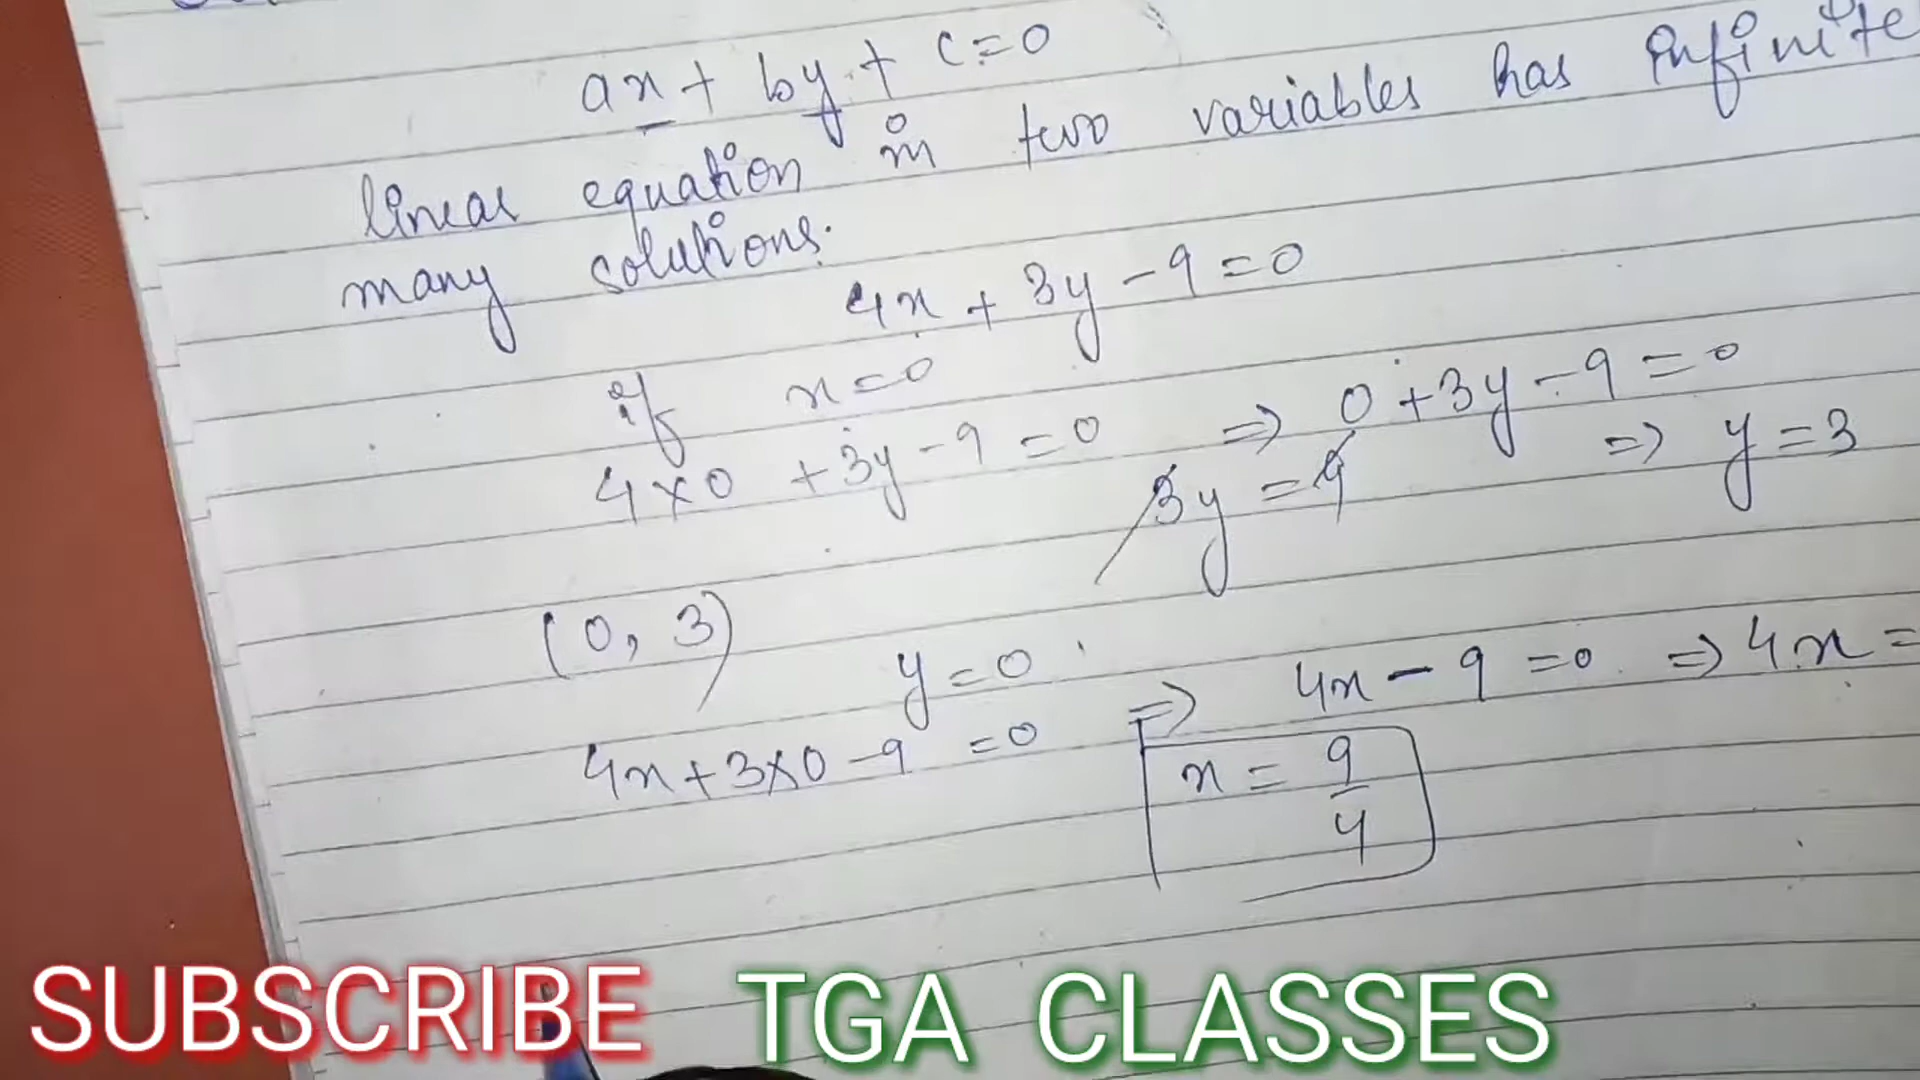 ax + by + c = 0
linear equation in two variables has infinite
many solutions.
4x + 3y - 9 = 0
if x = 0
4×0 + 3y - 9 = 0 ⇒ 0 + 3y - 9 = 0
3y = 9 ⇒ y = 3
(0, 3)
y = 0
4x + 3×0 - 9 = 0 ⇒ 4x - 9 = 0 ⇒ 4x =
x = 9/4
SUBSCRIBE TGA CLASSES